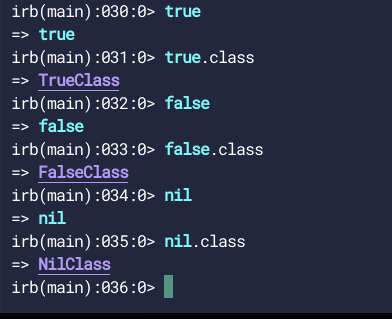 irb(main):030:0> true
=> true
irb(main):031:0> true.class
=> TrueClass
irb(main):032:0> false
=> false
irb(main):033:0> false.class
=> FalseClass
irb(main):034:0> nil
=> nil
irb(main):035:0> nil.class
=> NilClass
irb(main):036:0>